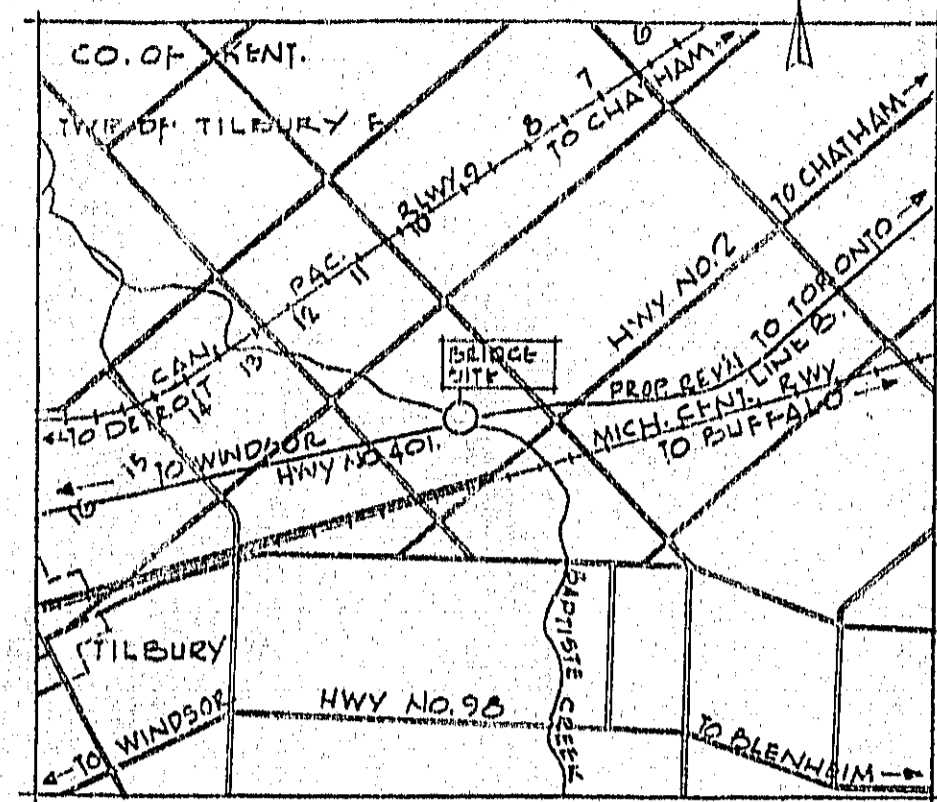 CO. OF KENT.
TWP. OF TILBURY E.
6
7
8
TO CHATHAM.
9
RLWY.
10
11
PAC.
12
13
CAN.
14
TO DETROIT
15
16
TO CHATHAM
HWY NO. 2
TO TORONTO
PROP. REV'N
LINE B.
MICH. CENT. RWY
TO BUFFALO
BRIDGE
SITE
TO WINDSOR
HWY NO 401.
TILBURY
BAPTISTE CREEK
HWY NO. 98
TO WINDSOR
TO BLENHEIM